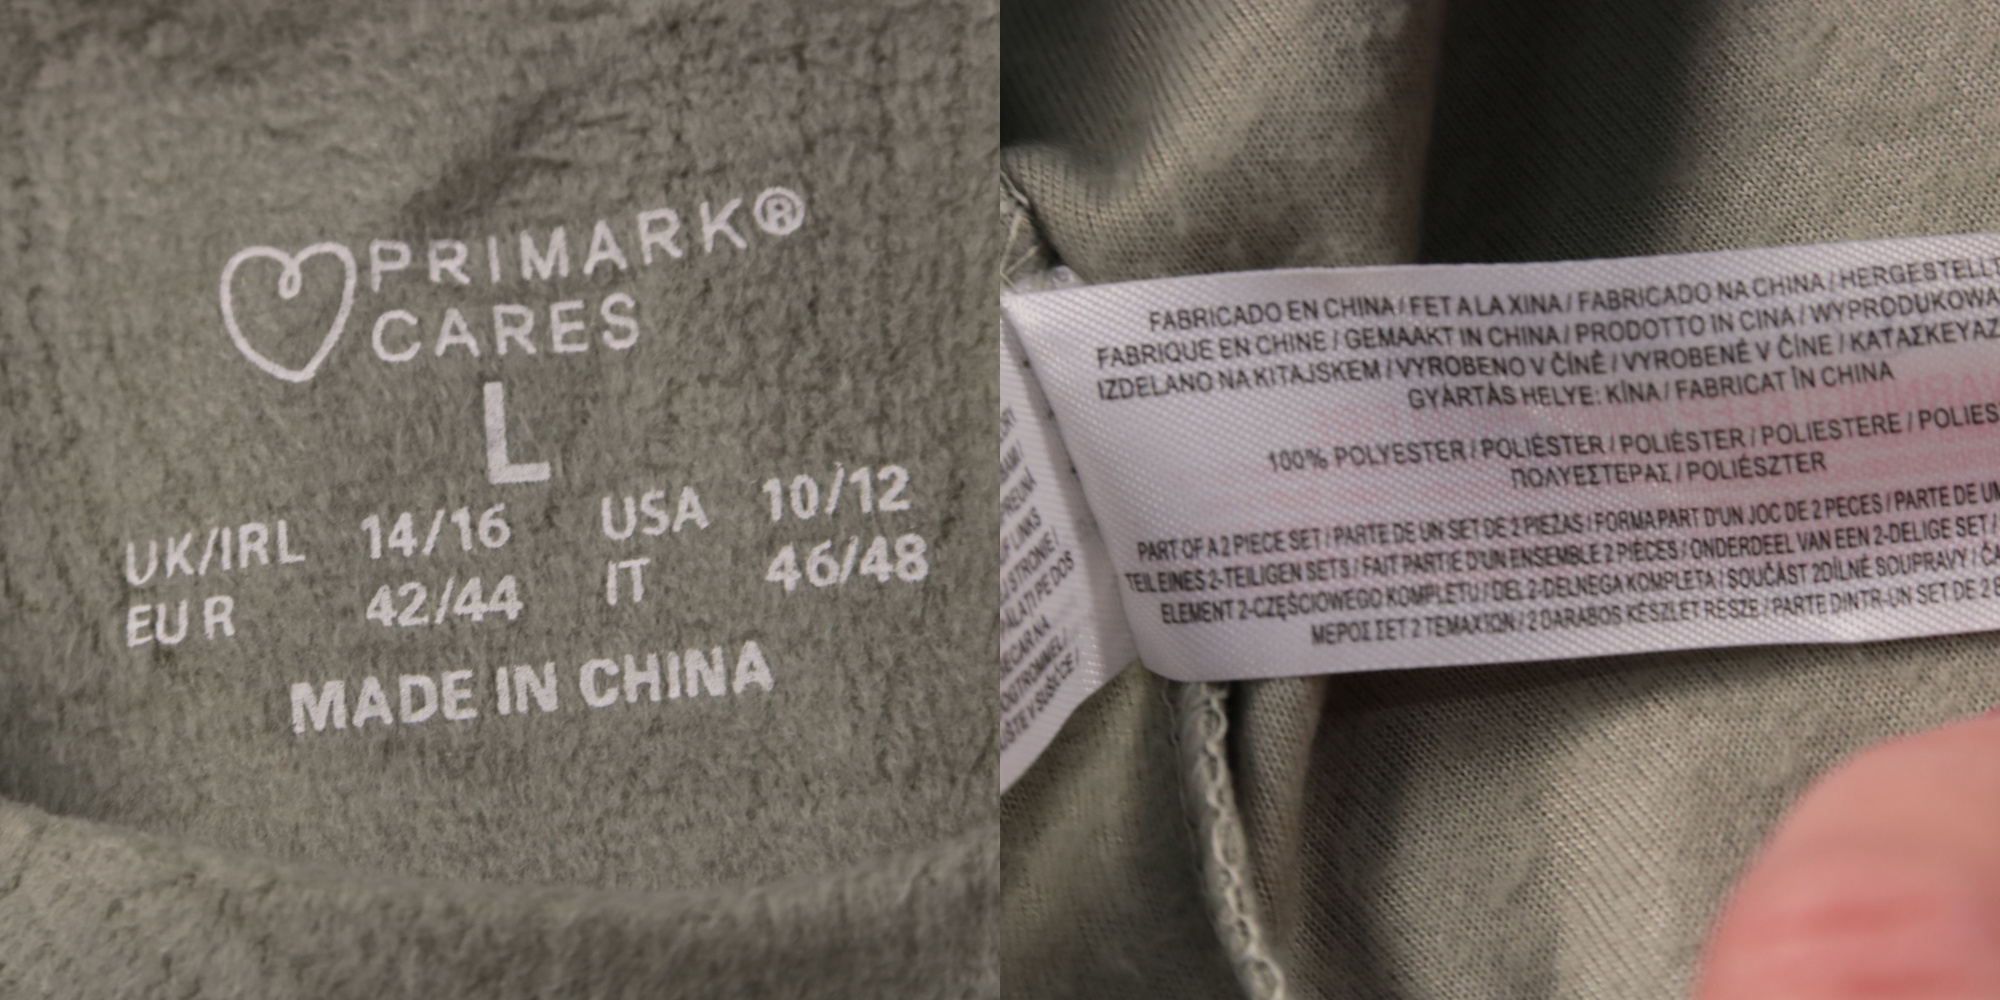 PRIMARK®
CARES
L
UK/IRL 14/16 USA 10/12
EUR 42/44 IT 46/48
MADE IN CHINA
FABRICADO EN CHINA / FET A LA XINA / FABRICADO NA CHINA / HERGESTELLT
FABRIQUE EN CHINE / GEMAAKT IN CHINA / PRODOTTO IN CINA / WYPRODUKOWA
IZDELANO NA KITAJSKEM / VYROBENO V ČÍNĚ / VYROBENÉ V ČÍNE / ΚΑΤΑΣΚΕΥΑΖ
GYÁRTÁS HELYE: KÍNA / FABRICAT ÎN CHINA
100% POLYESTER / POLIÉSTER / POLIÈSTER / POLIESTERE / POLIES
ΠΟΛΥΕΣΤΕΡΑΣ / POLIÉSZTER
PART OF A 2 PIECE SET / PARTE DE UN SET DE 2 PIEZAS / FORMA PART D'UN JOC DE 2 PECES / PARTE DE UM
TEIL EINES 2-TEILIGEN SETS / FAIT PARTIE D'UN ENSEMBLE 2 PIÈCES / ONDERDEEL VAN EEN 2-DELIGE SET /
ELEMENT 2-CZĘŚCIOWEGO KOMPLETU / DEL 2-DELNEGA KOMPLETA / SOUČÁST 2DÍLNÉ SOUPRAVY / ČA
ΜΕΡΟΣ ΣΕΤ 2 ΤΕΜΑΧΙΩΝ / 2 DARABOS KÉSZLET RÉSZE / PARTE DINTR-UN SET DE 2